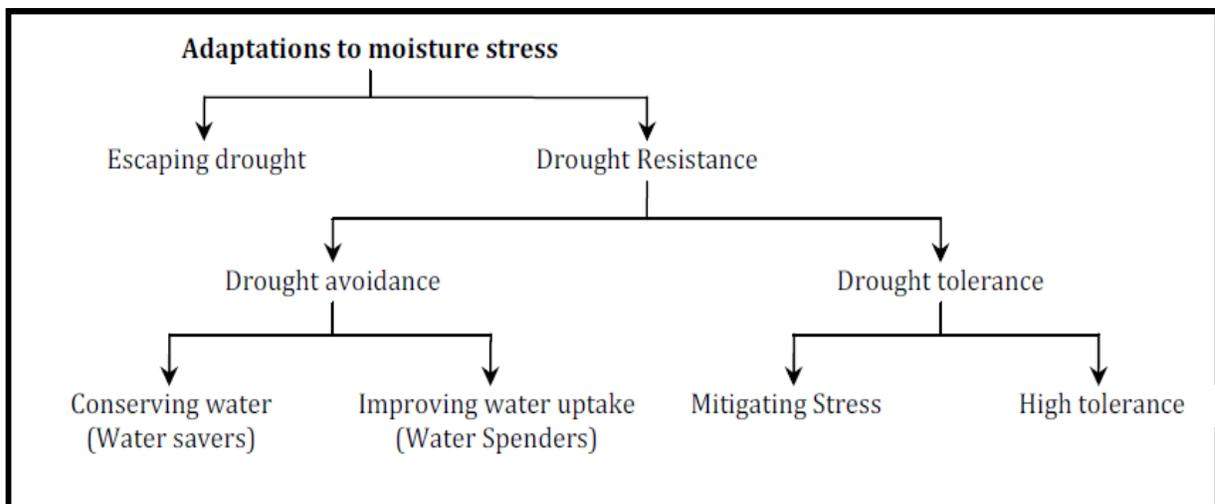 Adaptations to moisture stress
Escaping drought
Drought Resistance
Drought avoidance
Drought tolerance
Conserving water
(Water savers)
Improving water uptake
(Water Spenders)
Mitigating Stress
High tolerance